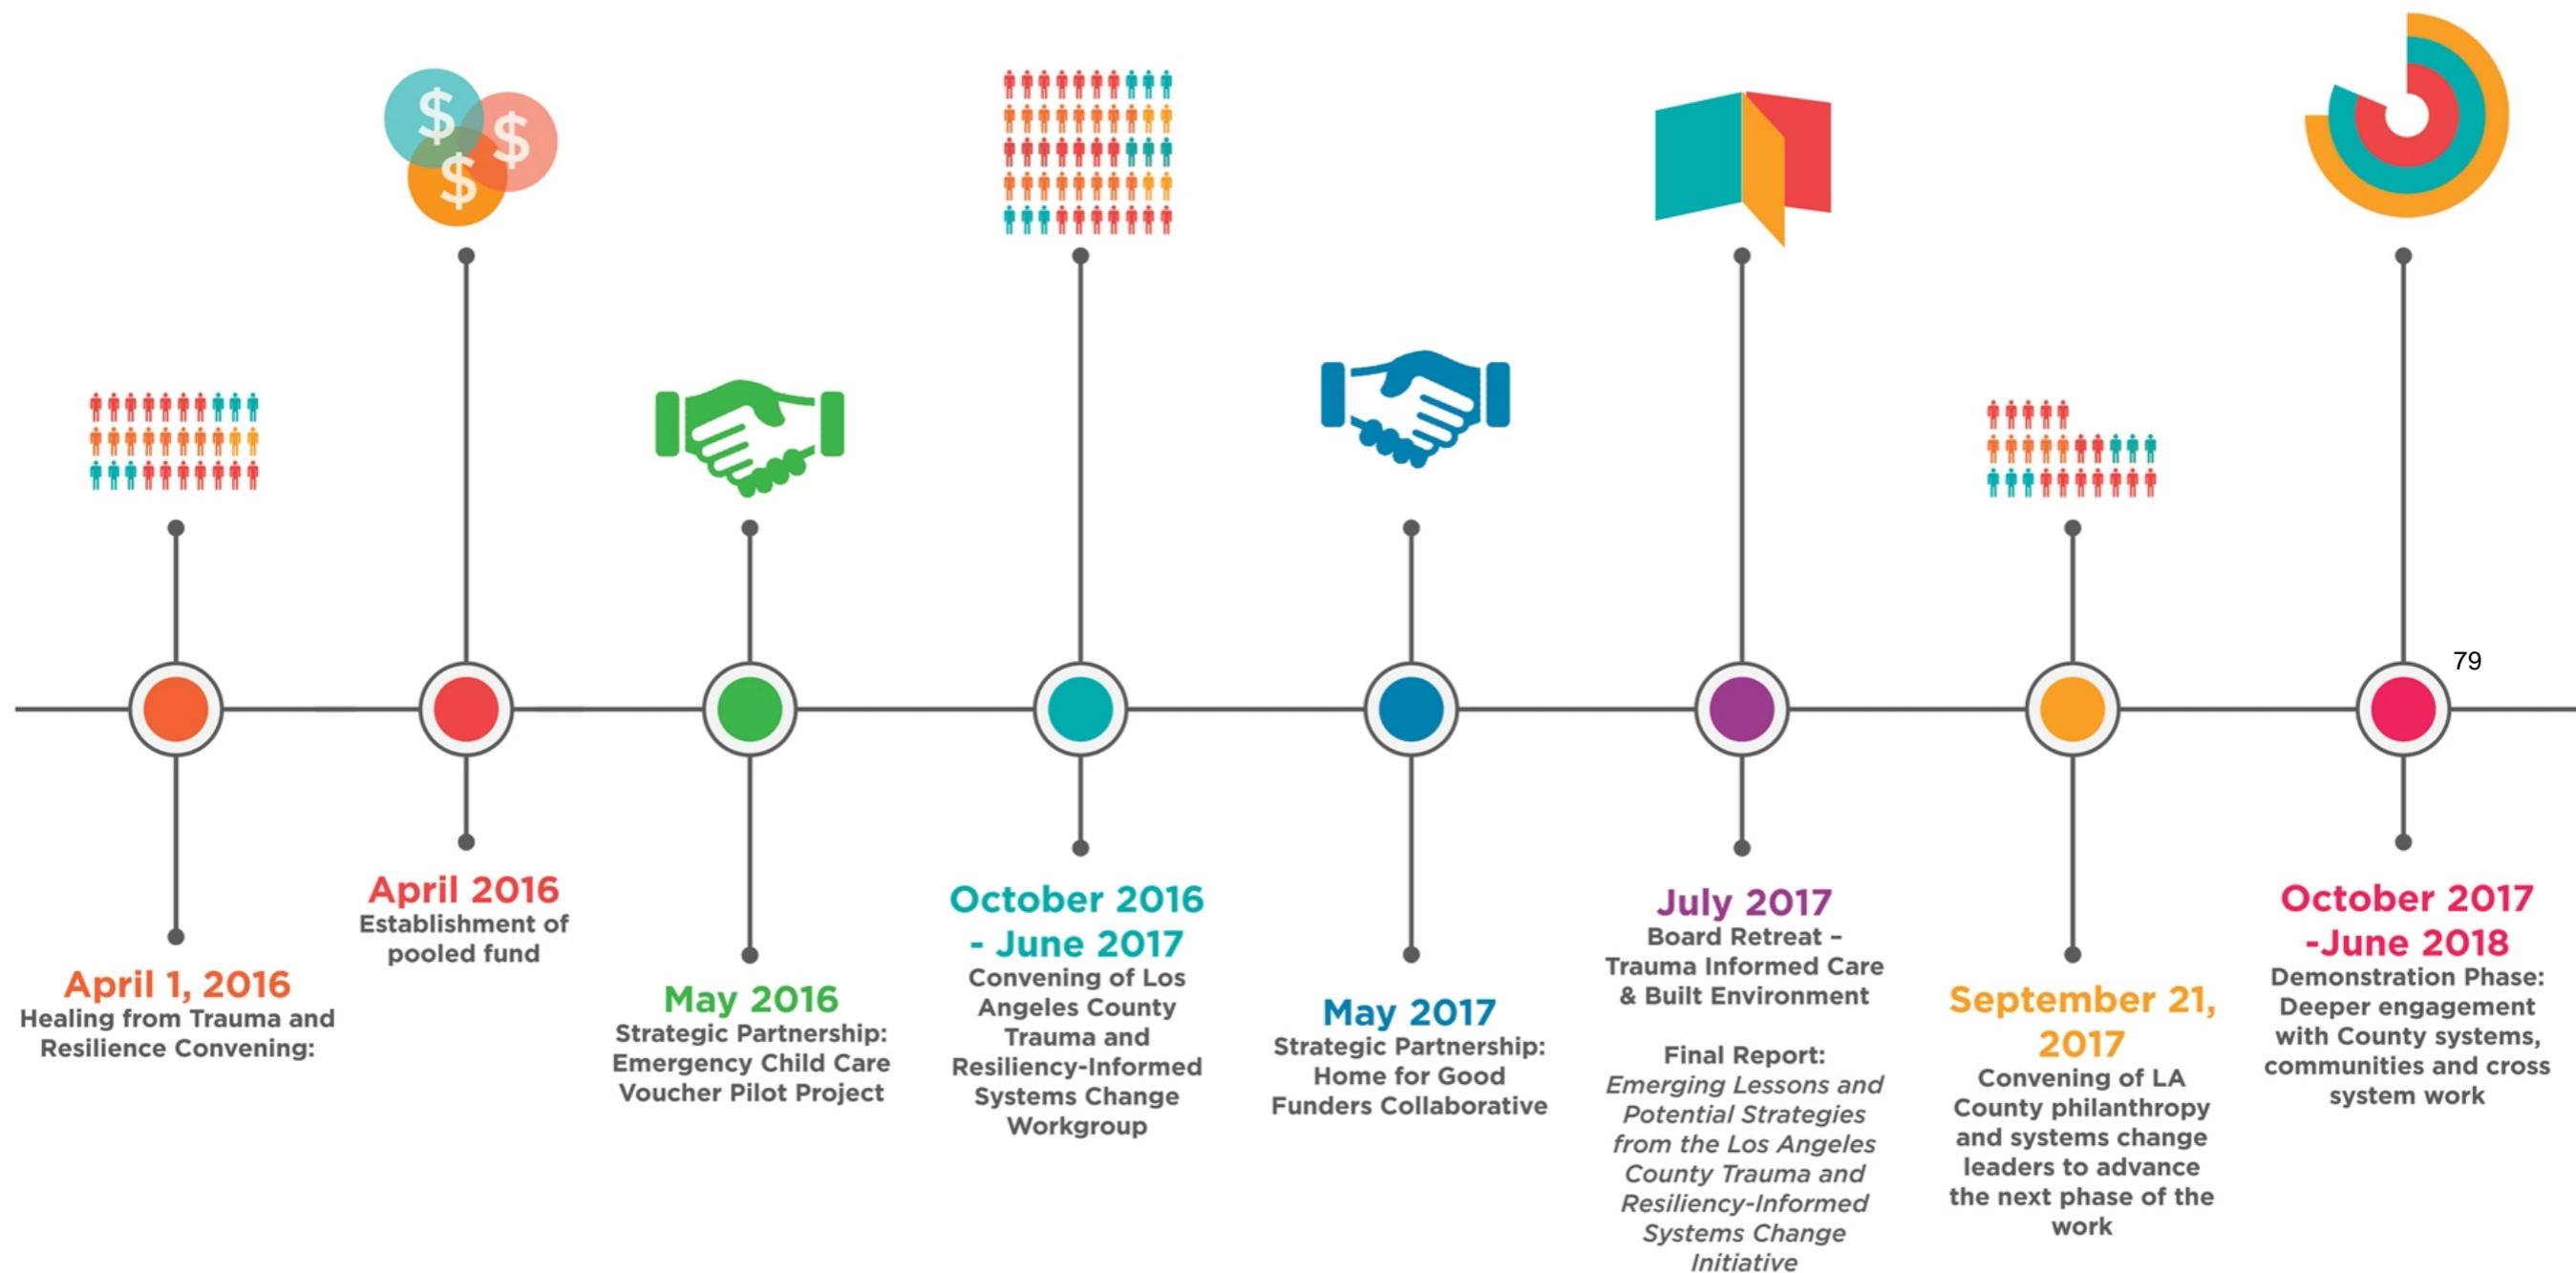 $
$
$
79
April 1, 2016
Healing from Trauma and
Resilience Convening:
April 2016
Establishment of
pooled fund
May 2016
Strategic Partnership:
Emergency Child Care
Voucher Pilot Project
October 2016
- June 2017
Convening of Los
Angeles County
Trauma and
Resiliency-Informed
Systems Change
Workgroup
May 2017
Strategic Partnership:
Home for Good
Funders Collaborative
July 2017
Board Retreat –
Trauma Informed Care
& Built Environment
Final Report:
Emerging Lessons and
Potential Strategies
from the Los Angeles
County Trauma and
Resiliency-Informed
Systems Change
Initiative
September 21,
2017
Convening of LA
County philanthropy
and systems change
leaders to advance
the next phase of the
work
October 2017
-June 2018
Demonstration Phase:
Deeper engagement
with County systems,
communities and cross
system work